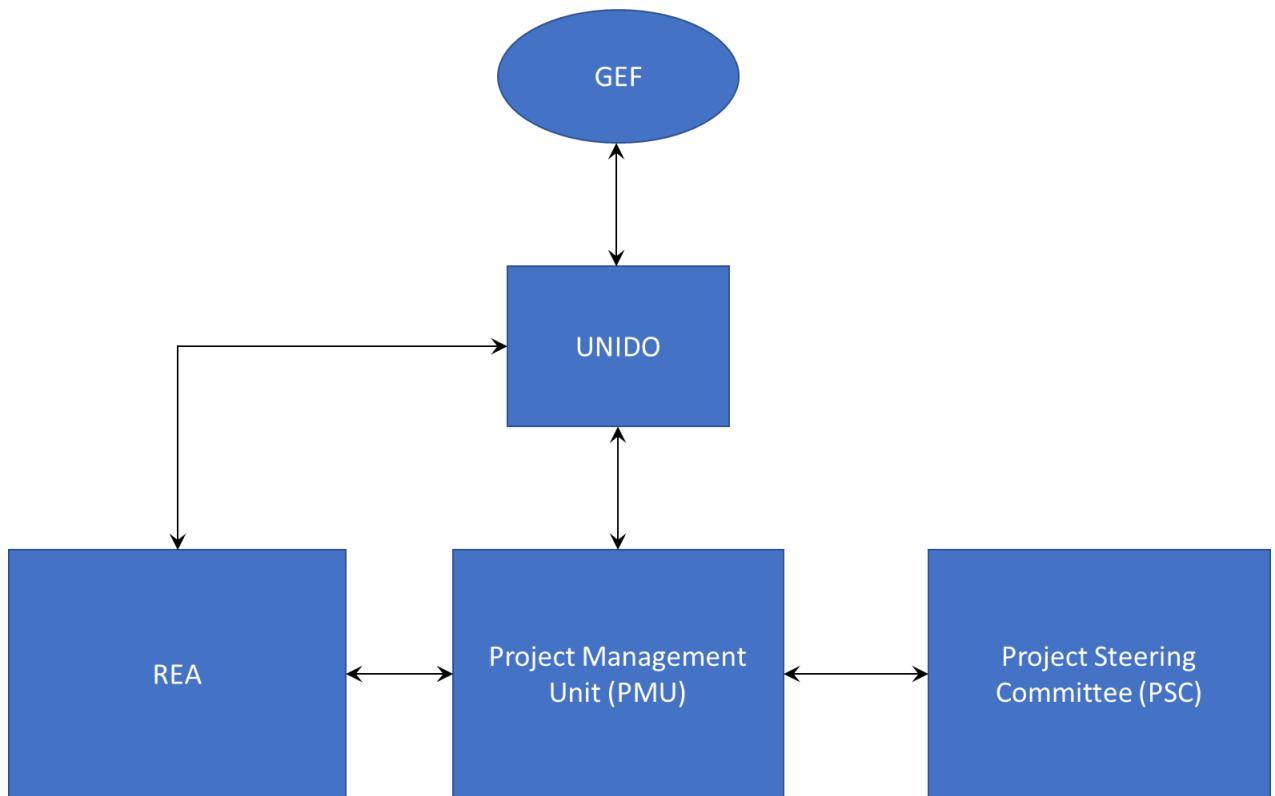 GEF
UNIDO
REA
Project Management
Unit (PMU)
Project Steering
Committee (PSC)